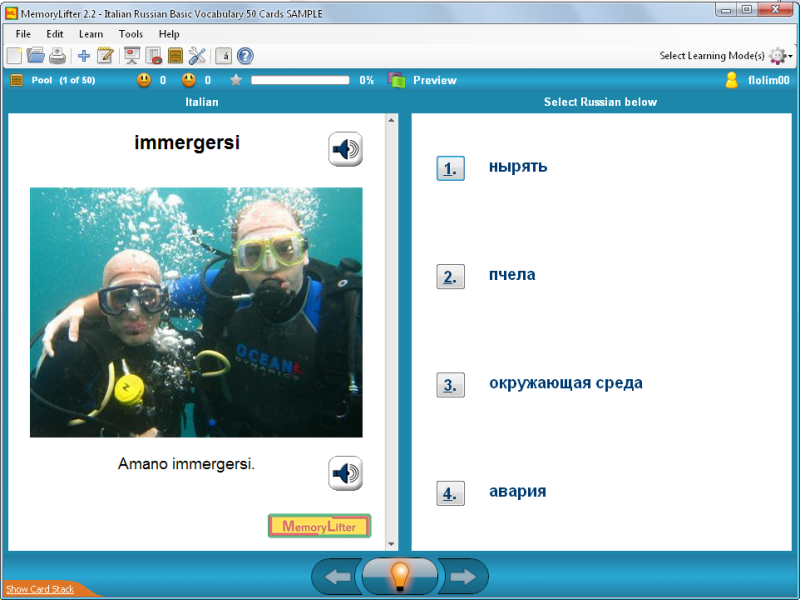 MemoryLifter 2.2 - Italian Russian Basic Vocabulary 50 Cards SAMPLE
File Edit Learn Tools Help
Select Learning Mode(s)
Pool (1 of 50) 0 0 0% Preview flolim00
Italian
Select Russian below
immergersi
OCEAN
DYNAMICS
Amano immergersi.
MemoryLifter
1. нырять
2. пчела
3. окружающая среда
4. авария
Show Card Stack